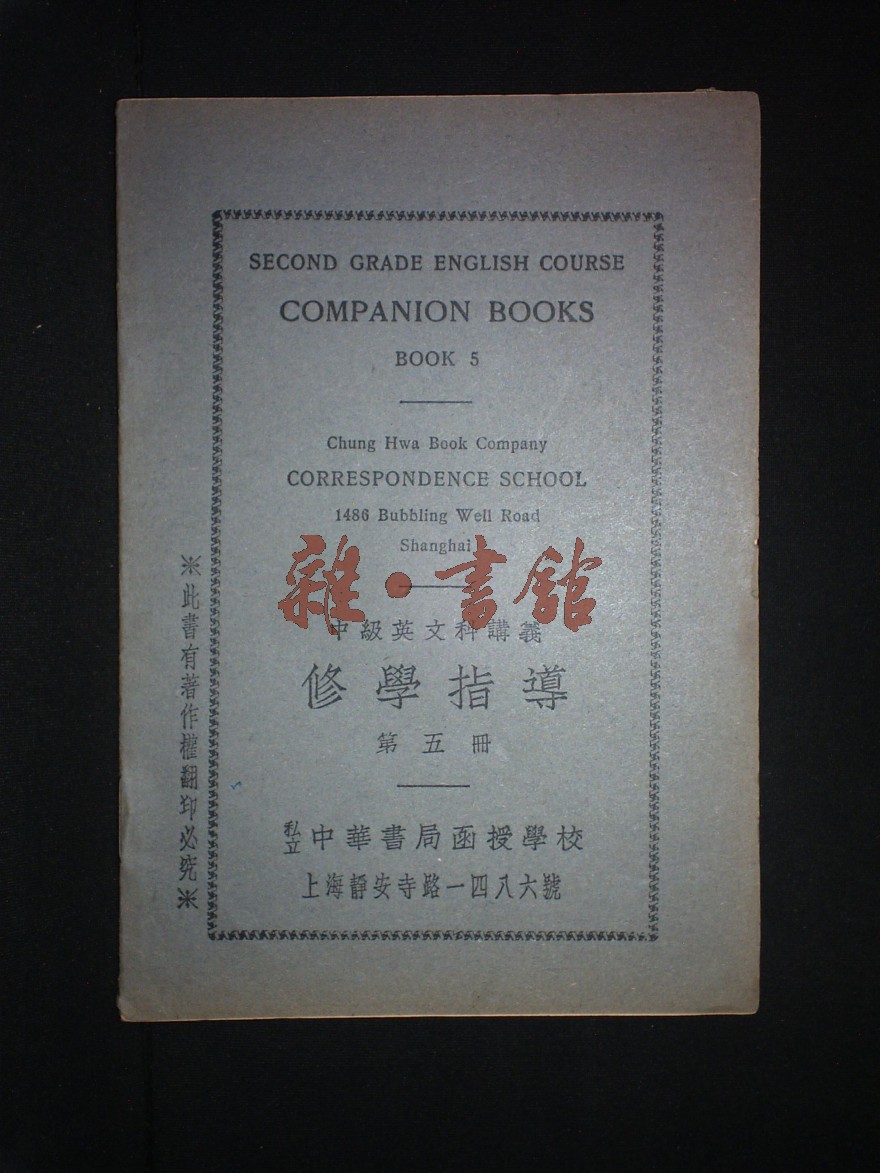 SECOND GRADE ENGLISH COURSE
COMPANION BOOKS
BOOK 5
Chung Hwa Book Company
CORRESPONDENCE SCHOOL
1486 Bubbling Well Road
Shanghai
雜·書館
中級英文科講義
修學指導
第五冊
私立中華書局函授學校
上海靜安寺路一四八六號
※此書有著作權翻印必究※